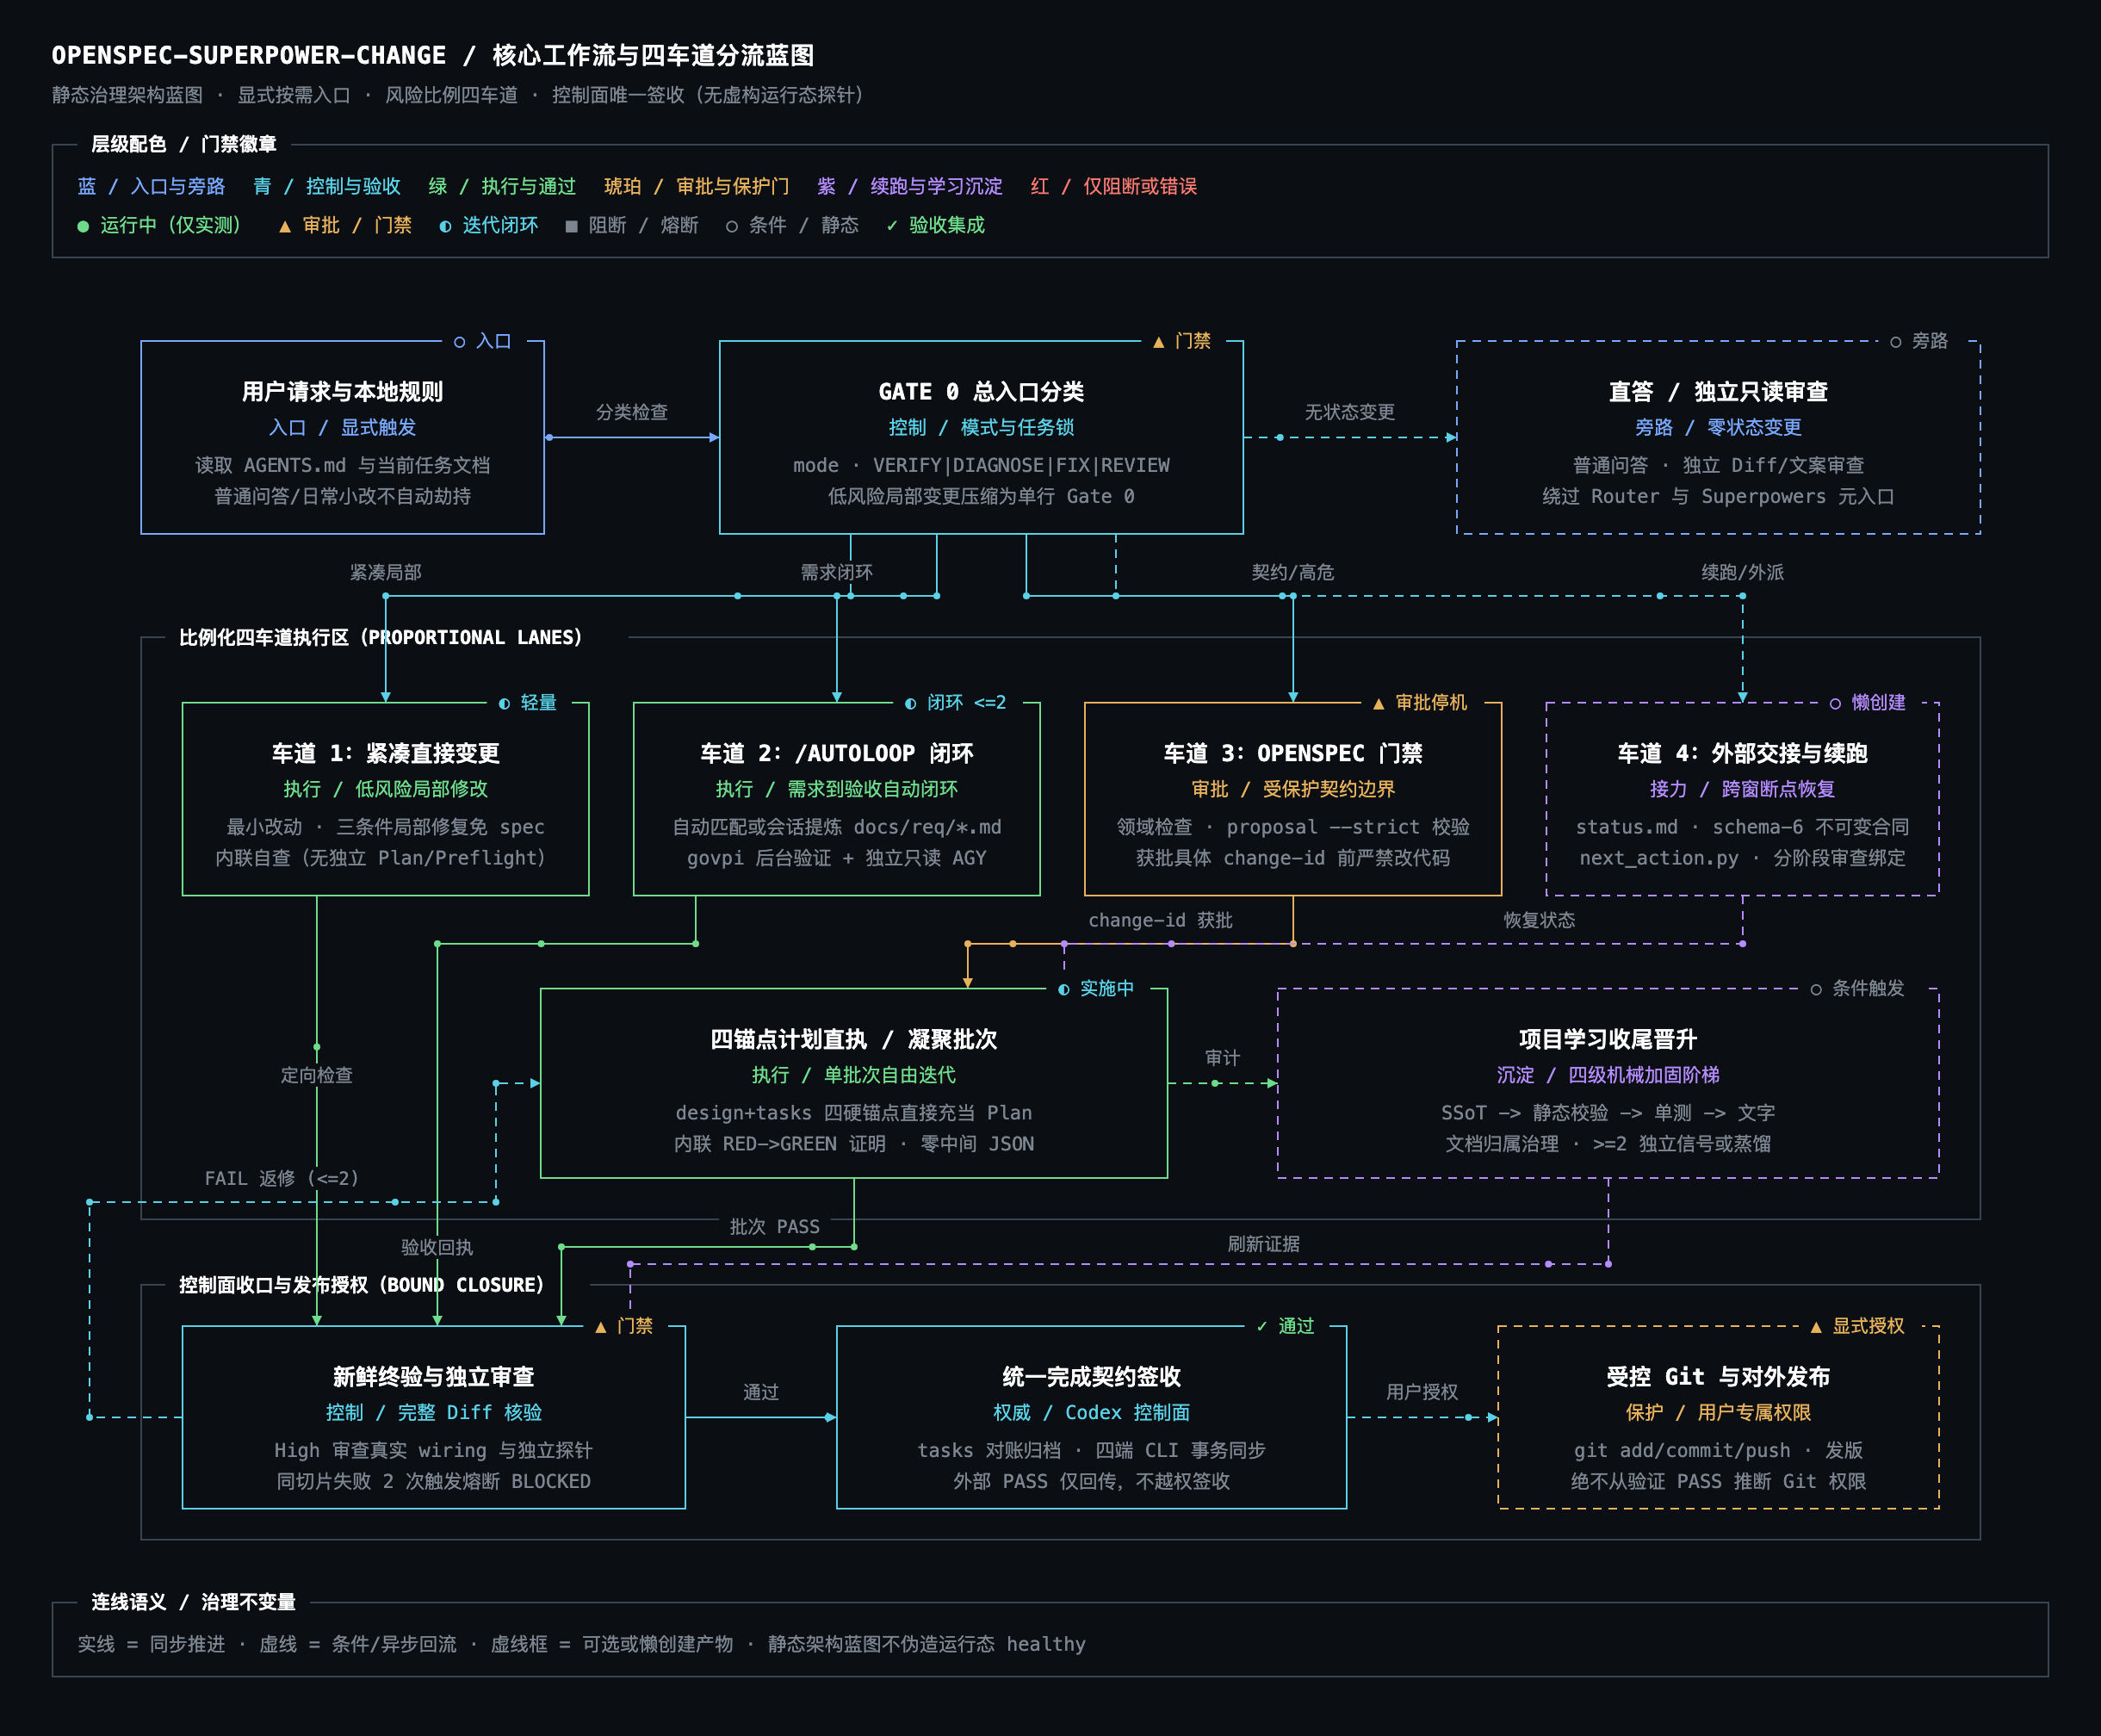 OPENSPEC-SUPERPOWER-CHANGE / 核心工作流与四车道分流蓝图
静态治理架构蓝图 · 显式按需入口 · 风险比例四车道 · 控制面唯一签收（无虚构运行态探针）
层级配色 / 门禁徽章
蓝 / 入口与旁路 青 / 控制与验收 绿 / 执行与通过 琥珀 / 审批与保护门 紫 / 续跑与学习沉淀 红 / 仅阻断或错误
● 运行中（仅实测） ▲ 审批 / 门禁 ◐ 迭代闭环 ■ 阻断 / 熔断 ○ 条件 / 静态 ✓ 验收集成
○ 入口
用户请求与本地规则
入口 / 显式触发
读取 AGENTS.md 与当前任务文档
普通问答/日常小改不自动劫持
分类检查
▲ 门禁
GATE 0 总入口分类
控制 / 模式与任务锁
mode · VERIFY|DIAGNOSE|FIX|REVIEW
低风险局部变更压缩为单行 Gate 0
无状态变更
○ 旁路
直答 / 独立只读审查
旁路 / 零状态变更
普通问答 · 独立 Diff/文案审查
绕过 Router 与 Superpowers 元入口
紧凑局部
需求闭环
契约/高危
续跑/外派
比例化四车道执行区（PROPORTIONAL LANES）
◐ 轻量
车道 1: 紧凑直接变更
执行 / 低风险局部修改
最小改动 · 三条件局部修复免 spec
内联自查（无独立 Plan/Preflight）
◐ 闭环 <=2
车道 2: /AUTOLOOP 闭环
执行 / 需求到验收自动闭环
自动匹配或会话提炼 docs/req/*.md
govpi 后台验证 + 独立只读 AGY
▲ 审批停机
车道 3: OPENSPEC 门禁
审批 / 受保护契约边界
领域检查 · proposal --strict 校验
获批具体 change-id 前严禁改代码
○ 懒创建
车道 4: 外部交接与续跑
接力 / 跨窗断点恢复
status.md · schema-6 不可变合同
next_action.py · 分阶段审查绑定
change-id 获批
恢复状态
定向检查
◐ 实施中
四锚点计划直执 / 凝聚批次
执行 / 单批次自由迭代
design+tasks 四硬锚点直接充当 Plan
内联 RED->GREEN 证明 · 零中间 JSON
审计
○ 条件触发
项目学习收尾晋升
沉淀 / 四级机械加固阶梯
SSoT -> 静态校验 -> 单测 -> 文字
文档归属治理 · >=2 独立信号或蒸馏
FAIL 返修 (<=2)
批次 PASS
验收回执
刷新证据
控制面收口与发布授权（BOUND CLOSURE）
▲ 门禁
新鲜终验与独立审查
控制 / 完整 Diff 核验
High 审查真实 wiring 与独立探针
同切片失败 2 次触发熔断 BLOCKED
通过
✓ 通过
统一完成契约签收
权威 / Codex 控制面
tasks 对账归档 · 四端 CLI 事务同步
外部 PASS 仅回传，不越权签收
用户授权
▲ 显式授权
受控 Git 与对外发布
保护 / 用户专属权限
git add/commit/push · 发版
绝不从验证 PASS 推断 Git 权限
连线语义 / 治理不变量
实线 = 同步推进 · 虚线 = 条件/异步回流 · 虚线框 = 可选或懒创建产物 · 静态架构蓝图不伪造运行态 healthy